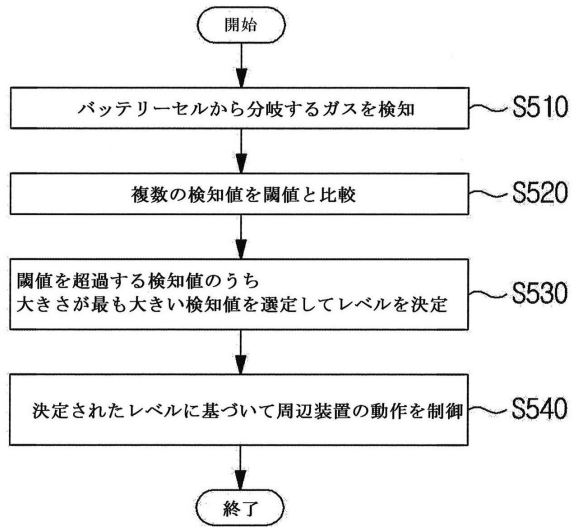 開始
バッテリーセルから分岐するガスを検知
S510
複数の検知値を閾値と比較
S520
閾値を超過する検知値のうち
大きさが最も大きい検知値を選定してレベルを決定
S530
決定されたレベルに基づいて周辺装置の動作を制御
S540
終了